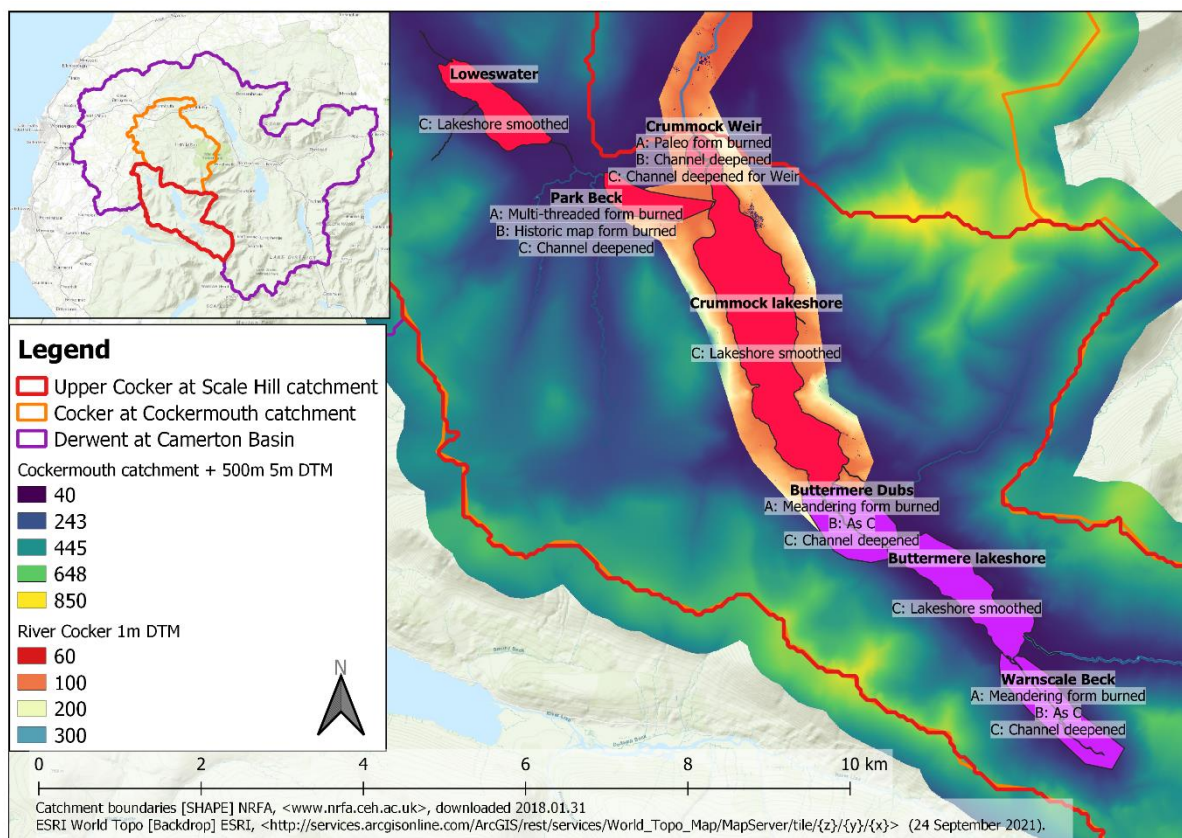 Loweswater
C: Lakeshore smoothed
Crummock Weir
A: Paleo form burned
B: Channel deepened
C: Channel deepened for Weir
Park Beck
A: Multi-threaded form burned
B: Historic map form burned
C: Channel deepened
Crummock lakeshore
C: Lakeshore smoothed
Buttermere Dubs
A: Meandering form burned
B: As C
C: Channel deepened
Buttermere lakeshore
C: Lakeshore smoothed
Warnscale Beck
A: Meandering form burned
B: As C
C: Channel deepened
Legend
Upper Cocker at Scale Hill catchment
Cocker at Cockermouth catchment
Derwent at Camerton Basin
Cockermouth catchment + 500m 5m DTM
40
243
445
648
850
River Cocker 1m DTM
60
100
200
300
N
0 2 4 6 8 10 km
Catchment boundaries [SHAPE] NRFA, <www.nrfa.ceh.ac.uk>, downloaded 2018.01.31
ESRI World Topo [Backdrop] ESRI, <http://services.arcgisonline.com/ArcGIS/rest/services/World_Topo_Map/MapServer/tile/{z}/{y}/{x}> (24 September 2021).